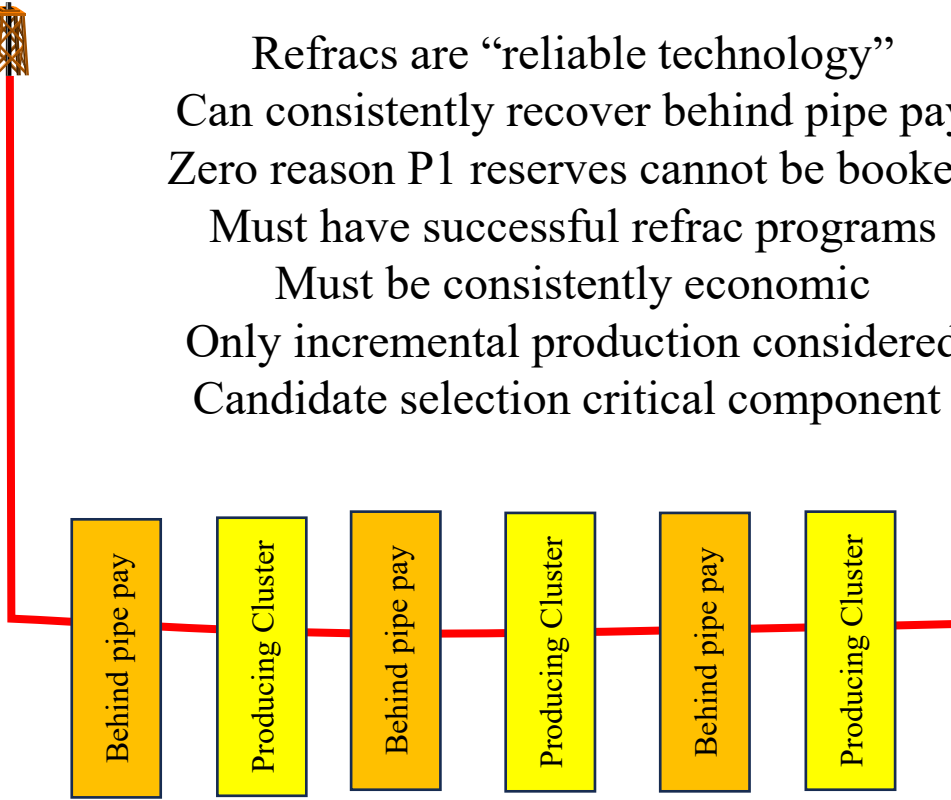 Refracs are “reliable technology”
Can consistently recover behind pipe pay
Zero reason P1 reserves cannot be booke
Must have successful refrac programs
Must be consistently economic
Only incremental production considered
Candidate selection critical component
Behind pipe pay
Producing Cluster
Behind pipe pay
Producing Cluster
Behind pipe pay
Producing Cluster